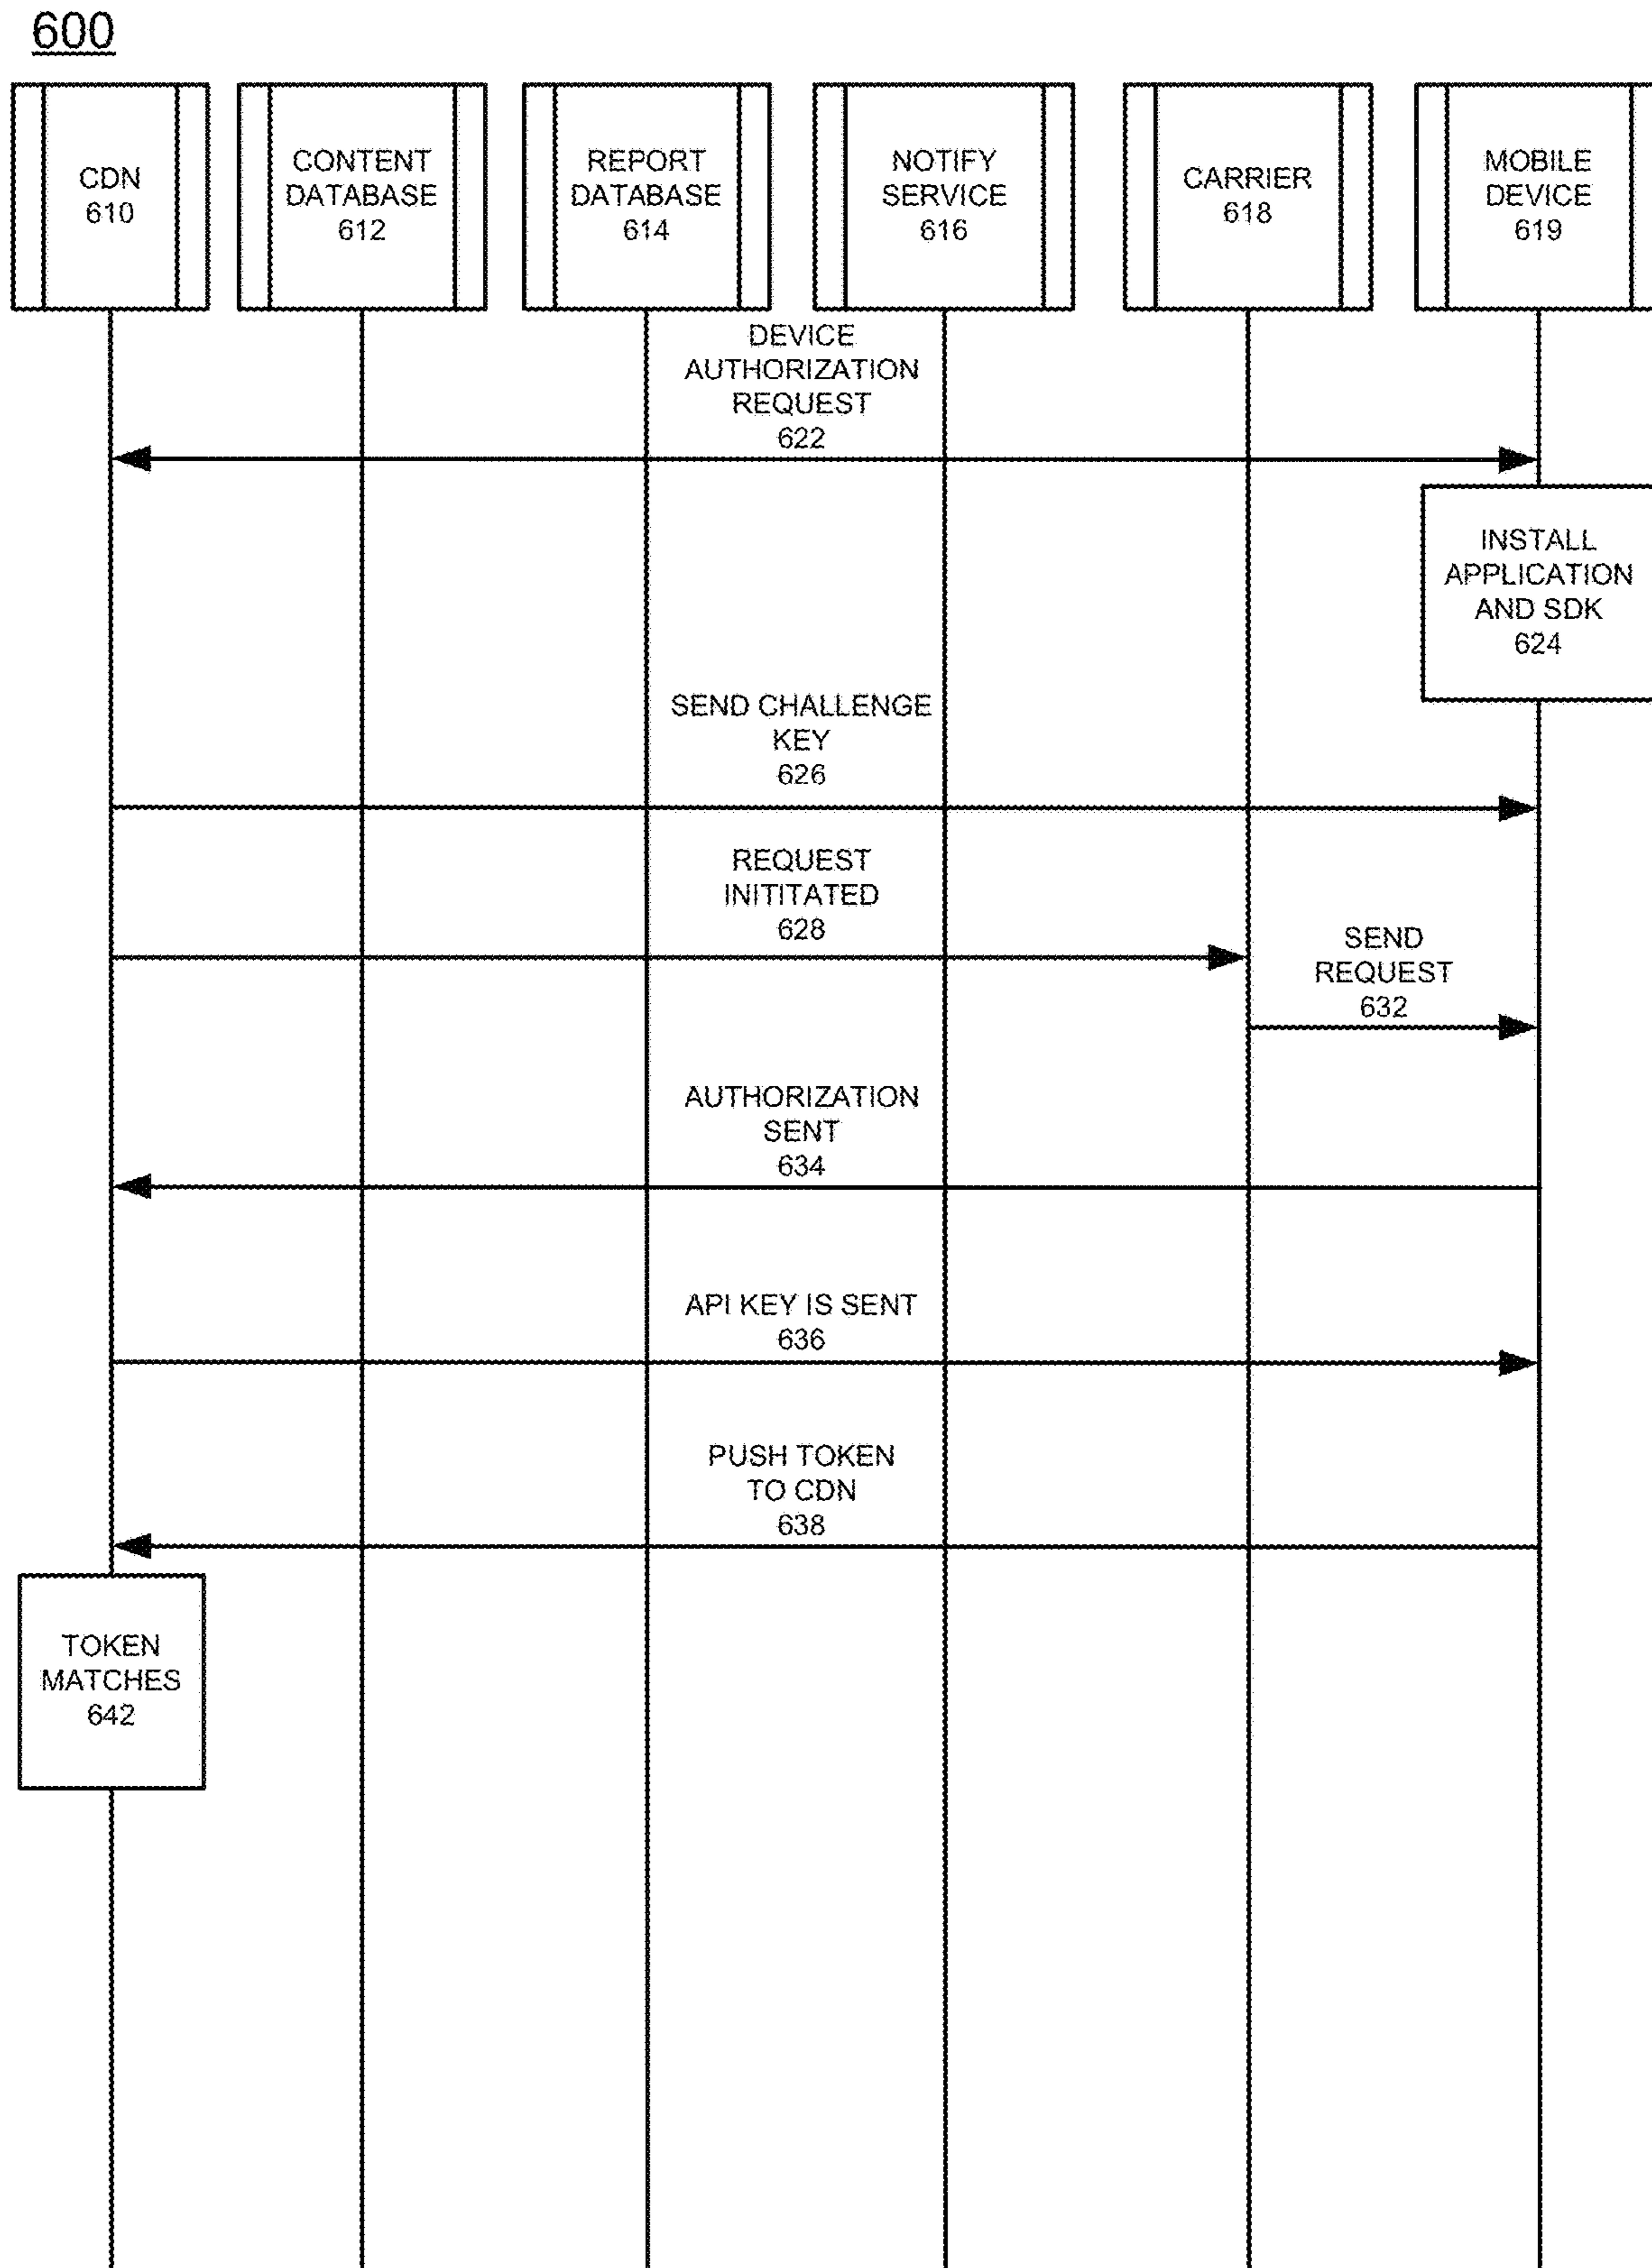 600
CDN
610
CONTENT
DATABASE
612
REPORT
DATABASE
614
NOTIFY
SERVICE
616
CARRIER
618
MOBILE
DEVICE
619
DEVICE
AUTHORIZATION
REQUEST
622
INSTALL
APPLICATION
AND SDK
624
SEND CHALLENGE
KEY
626
REQUEST
INITITATED
628
SEND
REQUEST
632
AUTHORIZATION
SENT
634
API KEY IS SENT
636
PUSH TOKEN
TO CDN
638
TOKEN
MATCHES
642